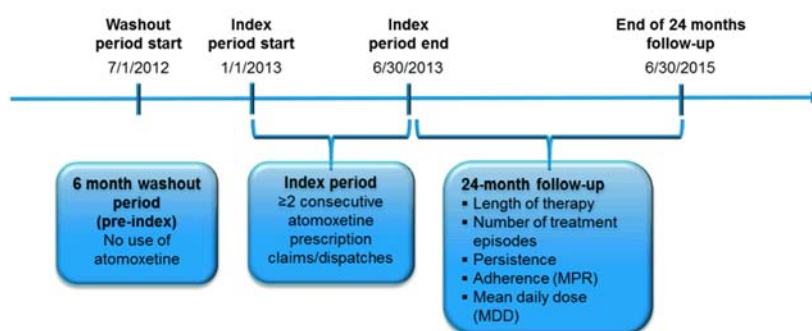 Washout
period start
7/1/2012
Index
period start
1/1/2013
Index
period end
6/30/2013
End of 24 months
follow-up
6/30/2015
6 month washout
period
(pre-index)
No use of
atomoxetine
Index period
≥2 consecutive
atomoxetine
prescription
claims/dispatches
24-month follow-up
▪ Length of therapy
▪ Number of treatment
episodes
▪ Persistence
▪ Adherence (MPR)
▪ Mean daily dose
(MDD)